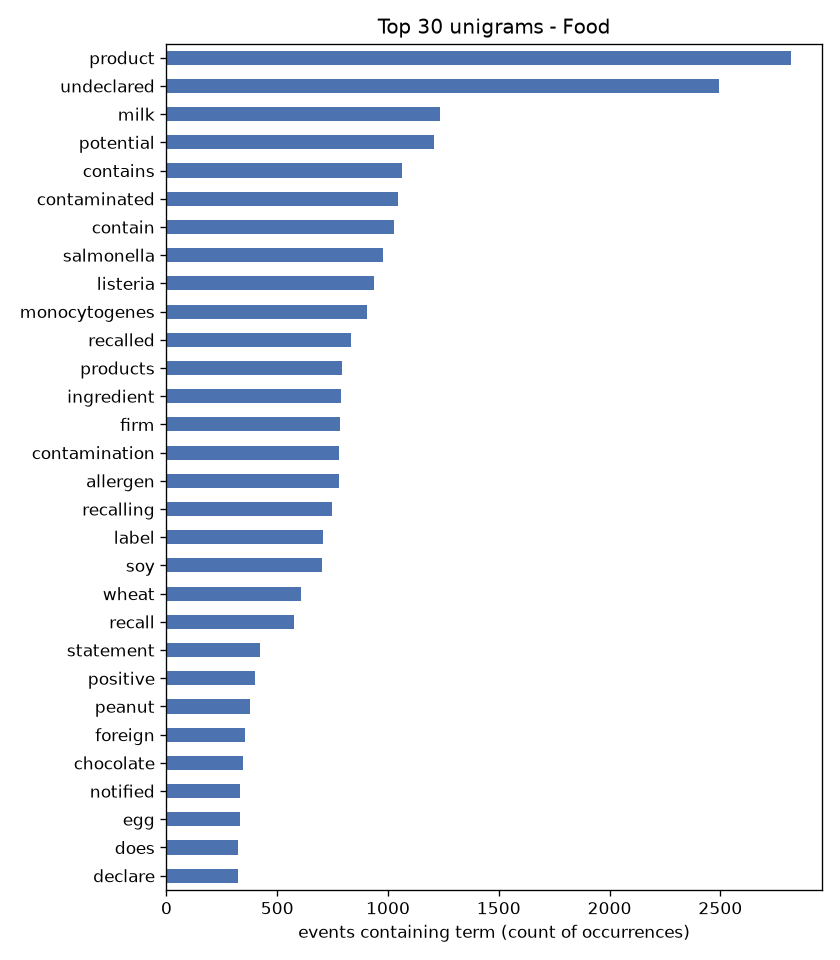 Top 30 unigrams - Food
product
undeclared
milk
potential
contains
contaminated
contain
salmonella
listeria
monocytogenes
recalled
products
ingredient
firm
contamination
allergen
recalling
label
soy
wheat
recall
statement
positive
peanut
foreign
chocolate
notified
egg
does
declare
0 500 1000 1500 2000 2500
events containing term (count of occurrences)